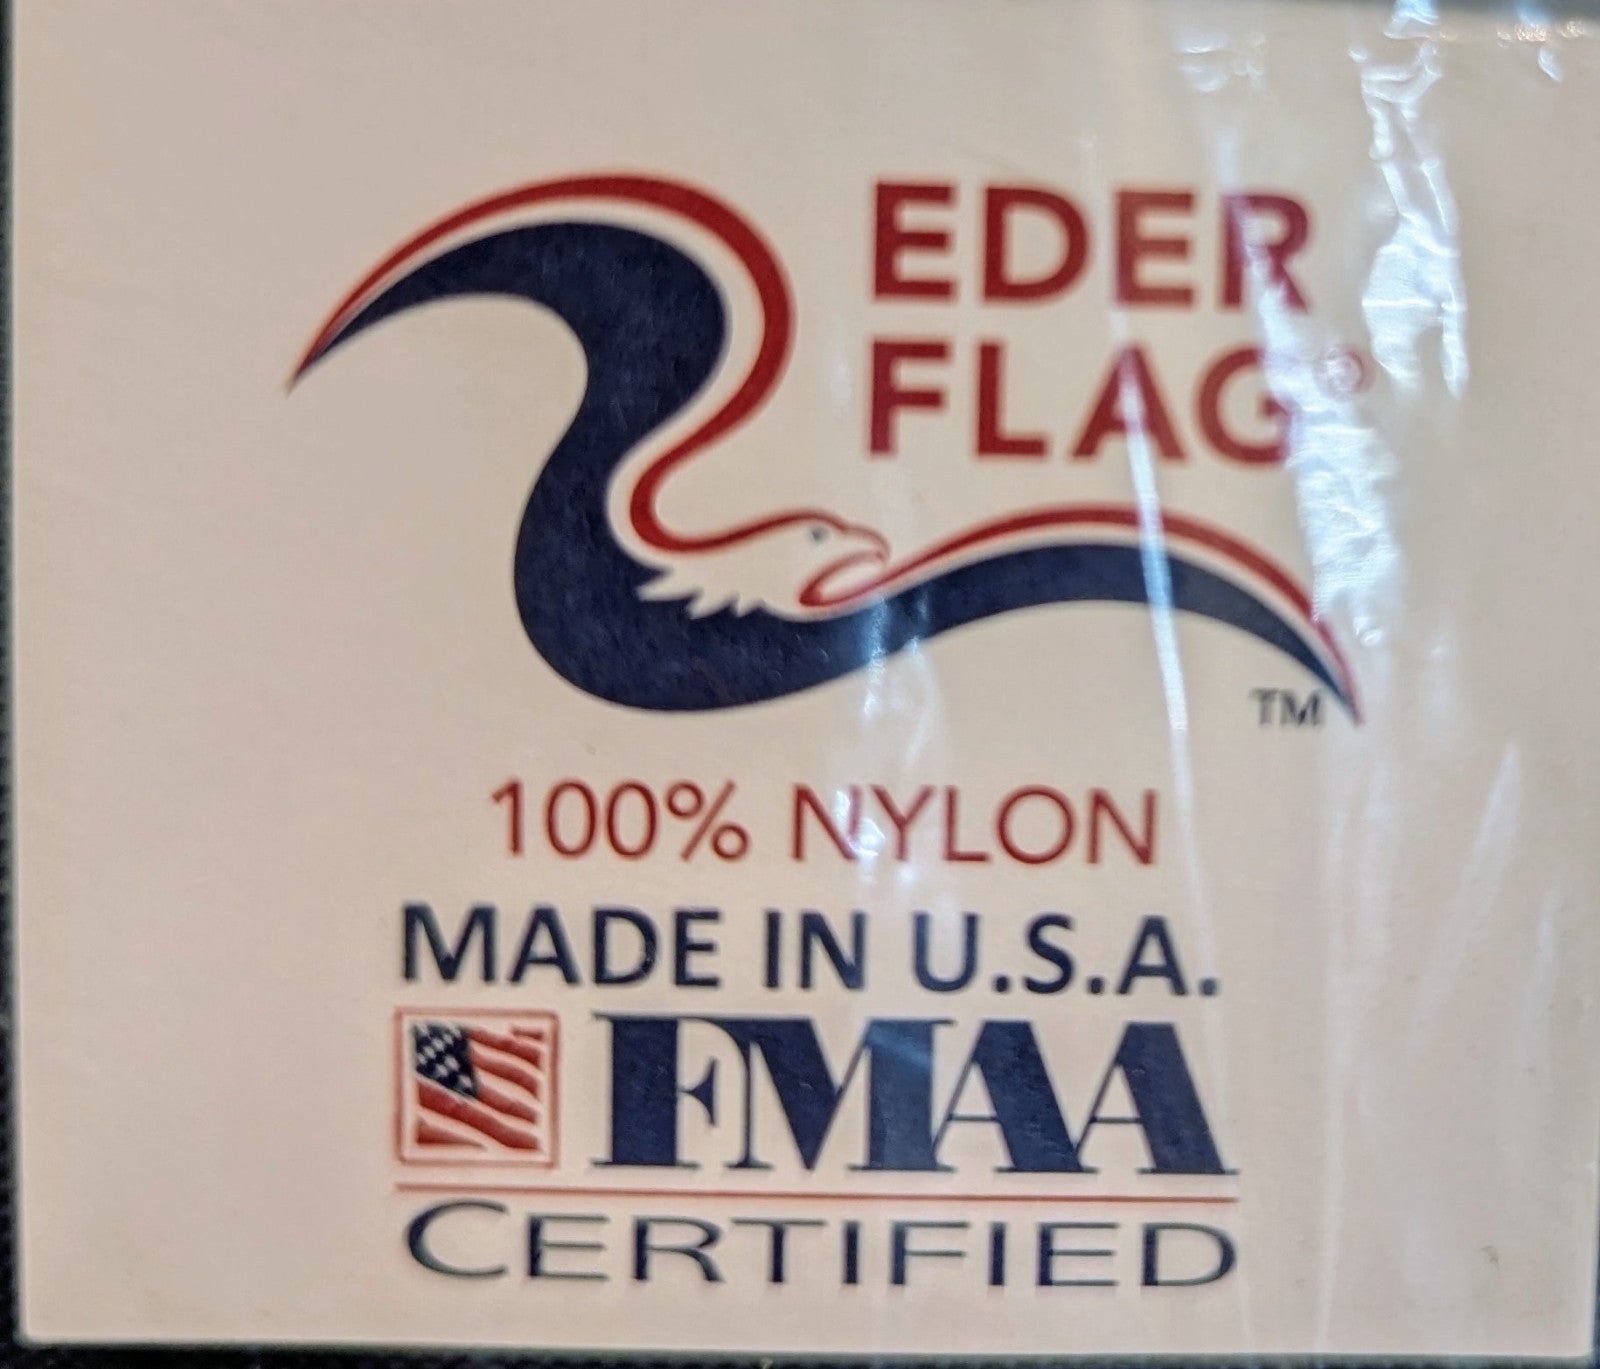 EDER
FLAG®
TM
100% NYLON
MADE IN U.S.A.
FMAA
CERTIFIED